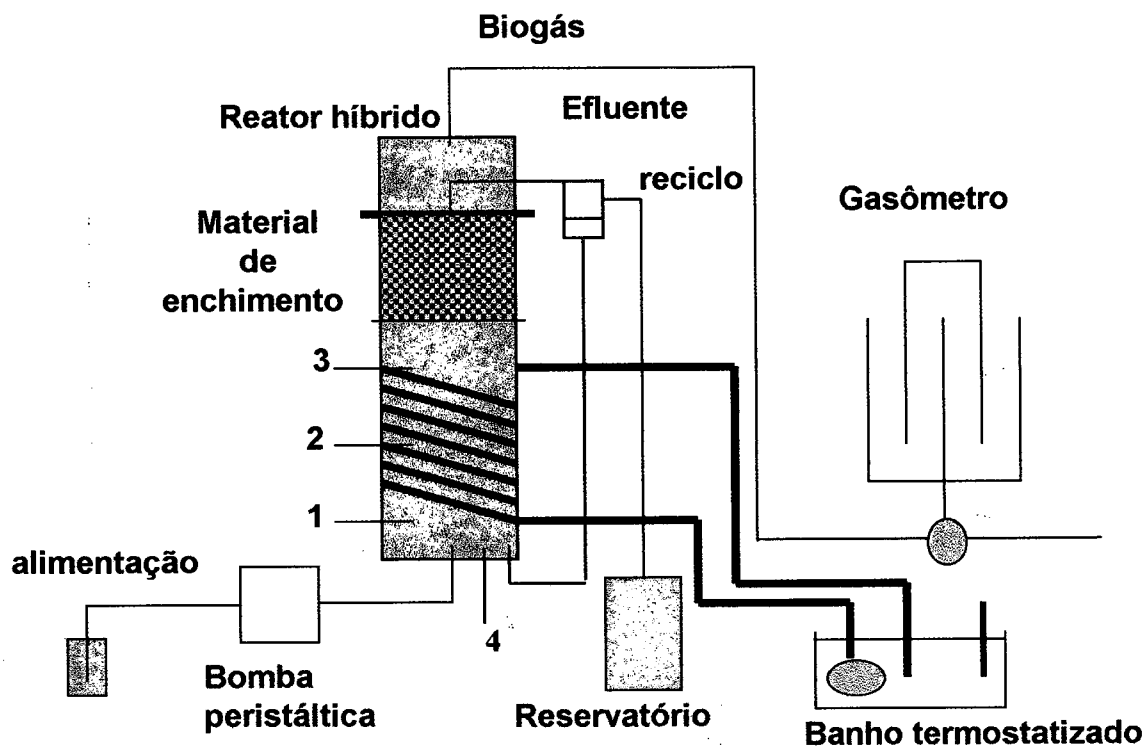 Biogás
Reator híbrido
Efluente
reciclo
Gasômetro
Material
de
enchimento
3
2
1
alimentação
4
Bomba
peristáltica
Reservatório
Banho termostatizado